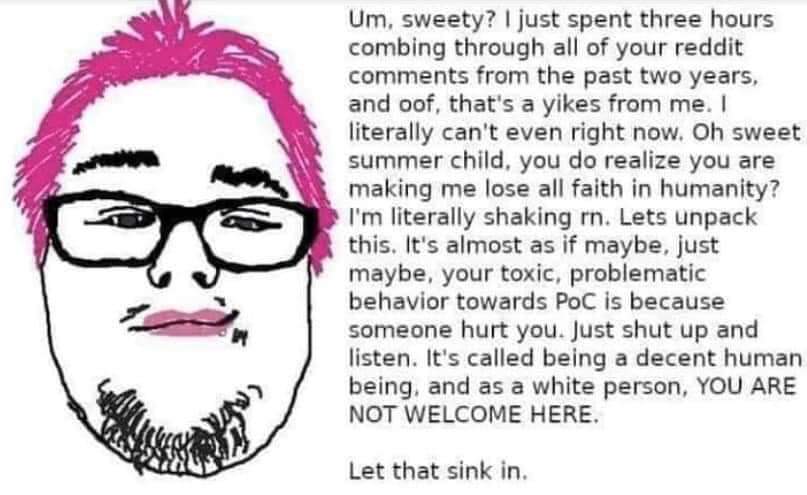 Um, sweety? I just spent three hours
combing through all of your reddit
comments from the past two years,
and oof, that's a yikes from me. I
literally can't even right now. Oh sweet
summer child, you do realize you are
making me lose all faith in humanity?
I'm literally shaking rn. Lets unpack
this. It's almost as if maybe, just
maybe, your toxic, problematic
behavior towards PoC is because
someone hurt you. Just shut up and
listen. It's called being a decent human
being, and as a white person, YOU ARE
NOT WELCOME HERE.
Let that sink in.